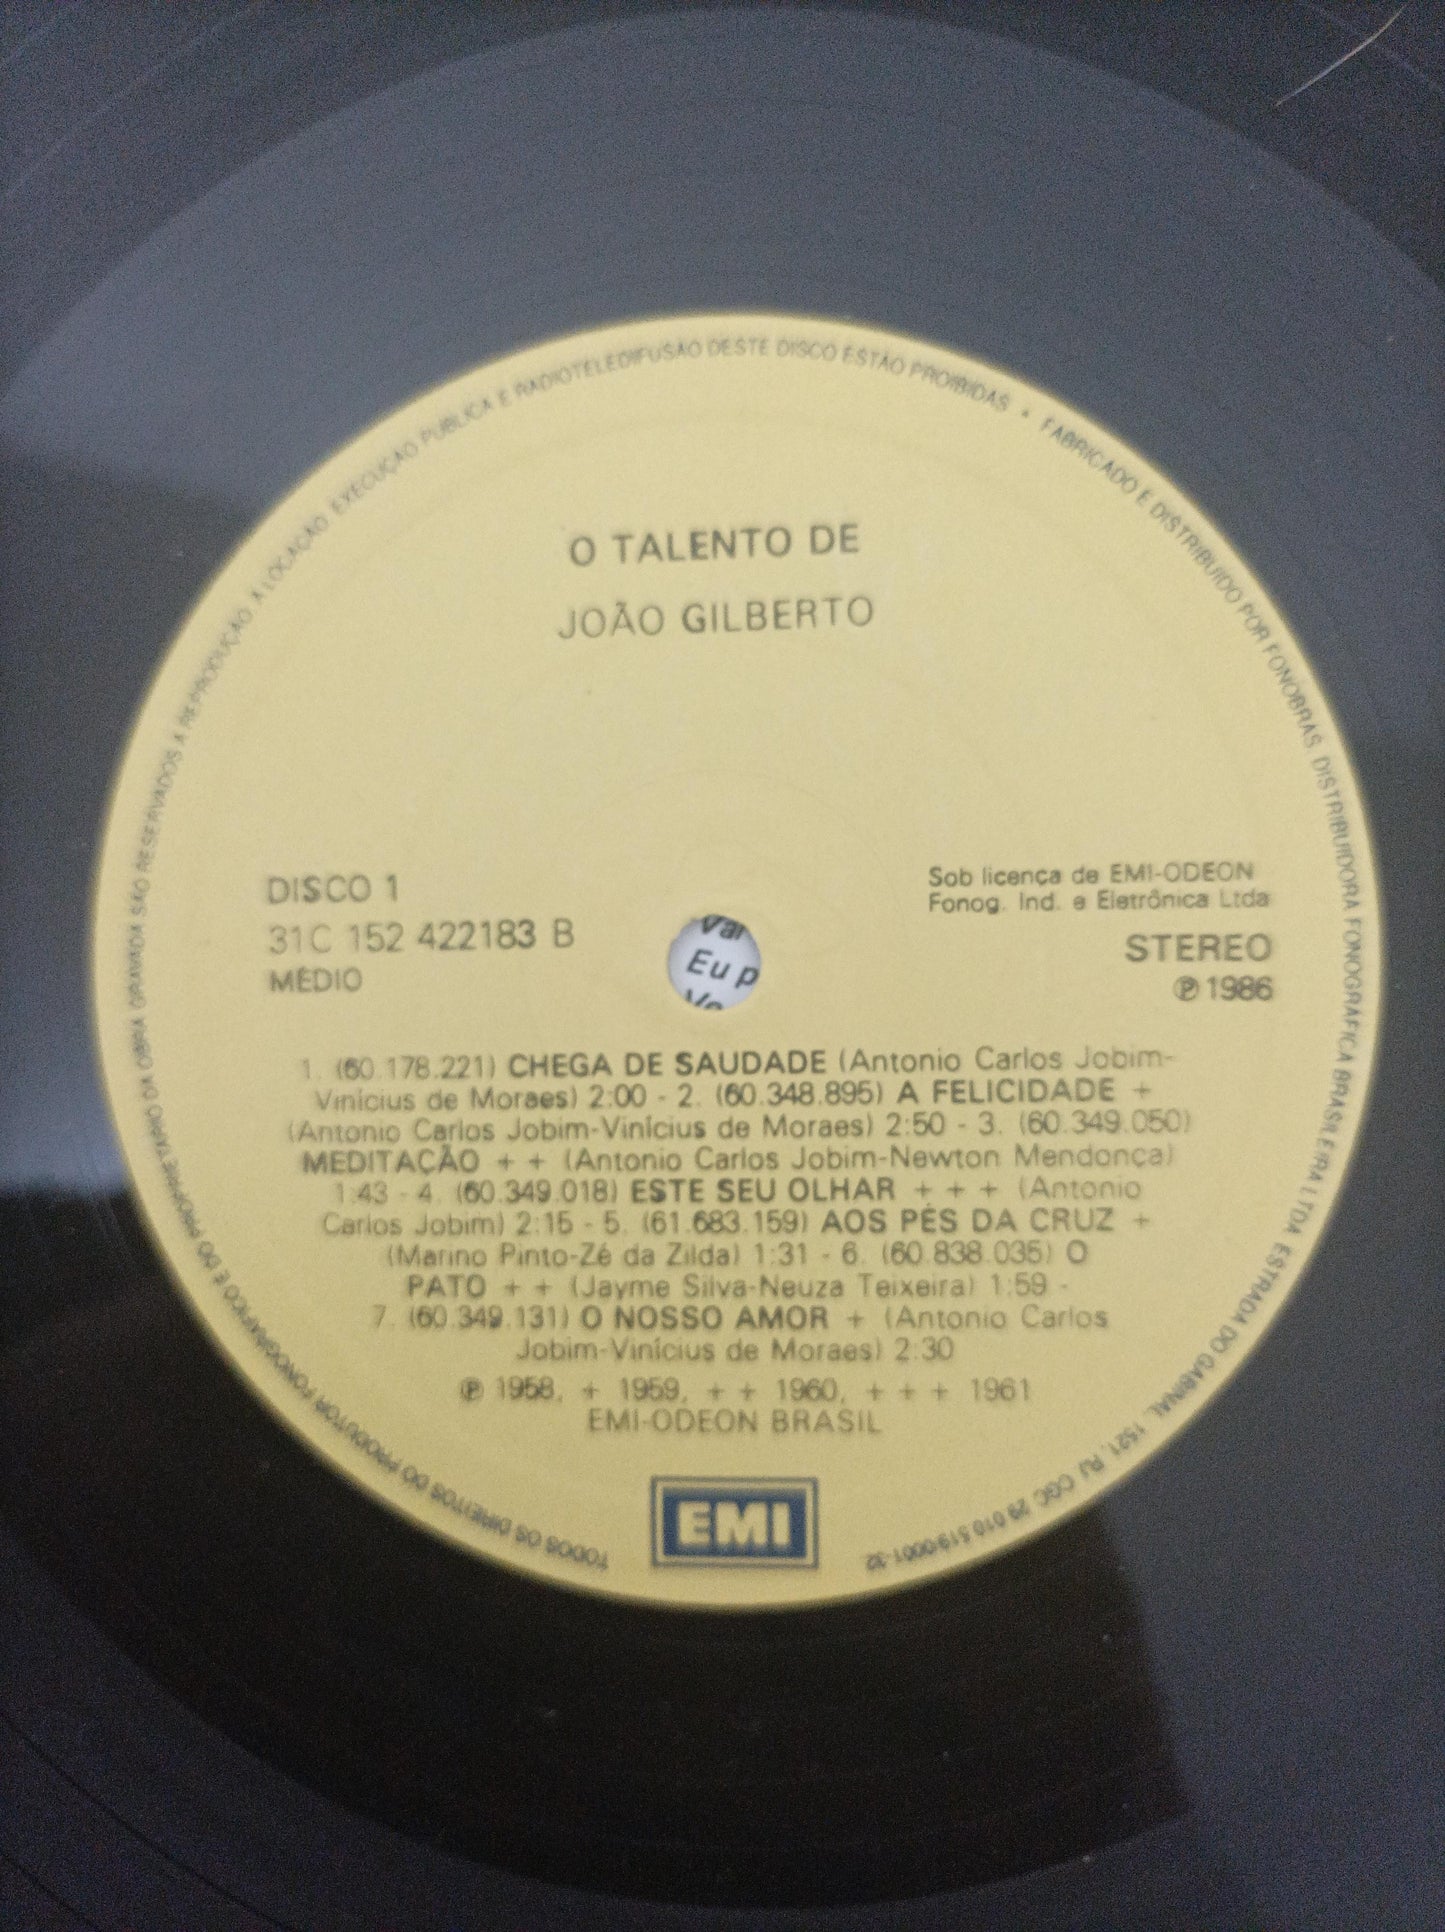 O TALENTO DE
JOÃO GILBERTO
DISCO 1
31C 152 422183 B
MÉDIO
Sob licença de EMI-ODEON
Fonog. Ind. e Eletrônica Ltda
STEREO
℗ 1986
Val
Eu p
Ve
1. (60.178.221) CHEGA DE SAUDADE (Antonio Carlos Jobim-
Vinícius de Moraes) 2:00 - 2. (60.348.895) A FELICIDADE +
(Antonio Carlos Jobim-Vinícius de Moraes) 2:50 - 3. (60.349.050)
MEDITAÇÃO + + (Antonio Carlos Jobim-Newton Mendonça)
1:43 - 4. (60.349.018) ESTE SEU OLHAR + + + (Antonio
Carlos Jobim) 2:15 - 5. (61.683.159) AOS PÉS DA CRUZ +
(Marino Pinto-Zé da Zilda) 1:31 - 6. (60.838.035) O
PATO + + (Jayme Silva-Neuza Teixeira) 1:59 -
7. (60.349.131) O NOSSO AMOR + (Antonio Carlos
Jobim-Vinícius de Moraes) 2:30
℗ 1958, + 1959, + + 1960, + + + 1961
EMI-ODEON BRASIL
EMI
TODOS OS DIREITOS DO PRODUTOR FONOGRÁFICO E DO PROPRIETÁRIO DA OBRA GRAVADA SÃO RESERVADOS A REPRODUÇÃO A LOCAÇÃO EXECUÇÃO PÚBLICA E RADIOTELEDIFUSÃO DESTE DISCO ESTÃO PROIBIDAS • FABRICADO E DISTRIBUÍDO POR FONOBRÁS, DISTRIBUIDORA FONOGRÁFICA BRASILEIRA LTDA ESTRADA DO GABINAL, 1521, RJ CGC 29 010 519/0001-32